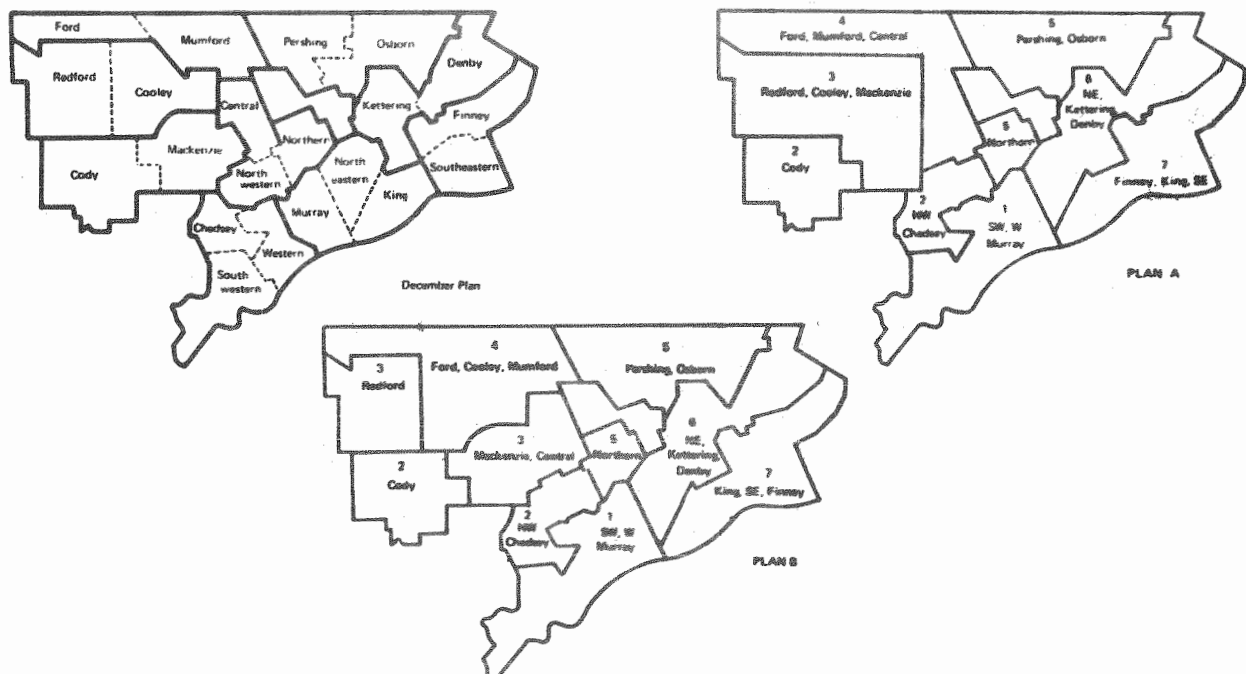 Ford
Mumford
Pershing
Osborn
Denby
Redford
Cooley
Central
Kettering
Finney
Mackenzie
Northern
North
eastern
Southeastern
Cody
North
western
King
Murray
Chadsey
Western
South
western
December Plan
4
Ford, Mumford, Central
5
Pershing, Osborn
3
Redford, Cooley, Mackenzie
6
NE,
Kettering
Denby
5
Northern
2
Cody
7
Finney, King, SE
2
NW
Chadsey
1
SW, W
Murray
PLAN A
4
Ford, Cooley, Mumford
5
Pershing, Osborn
3
Redford
3
Mackenzie, Central
5
Northern
6
NE,
Kettering,
Denby
2
Cody
7
King, SE, Finney
2
NW
Chadsey
1
SW, W
Murray
PLAN B